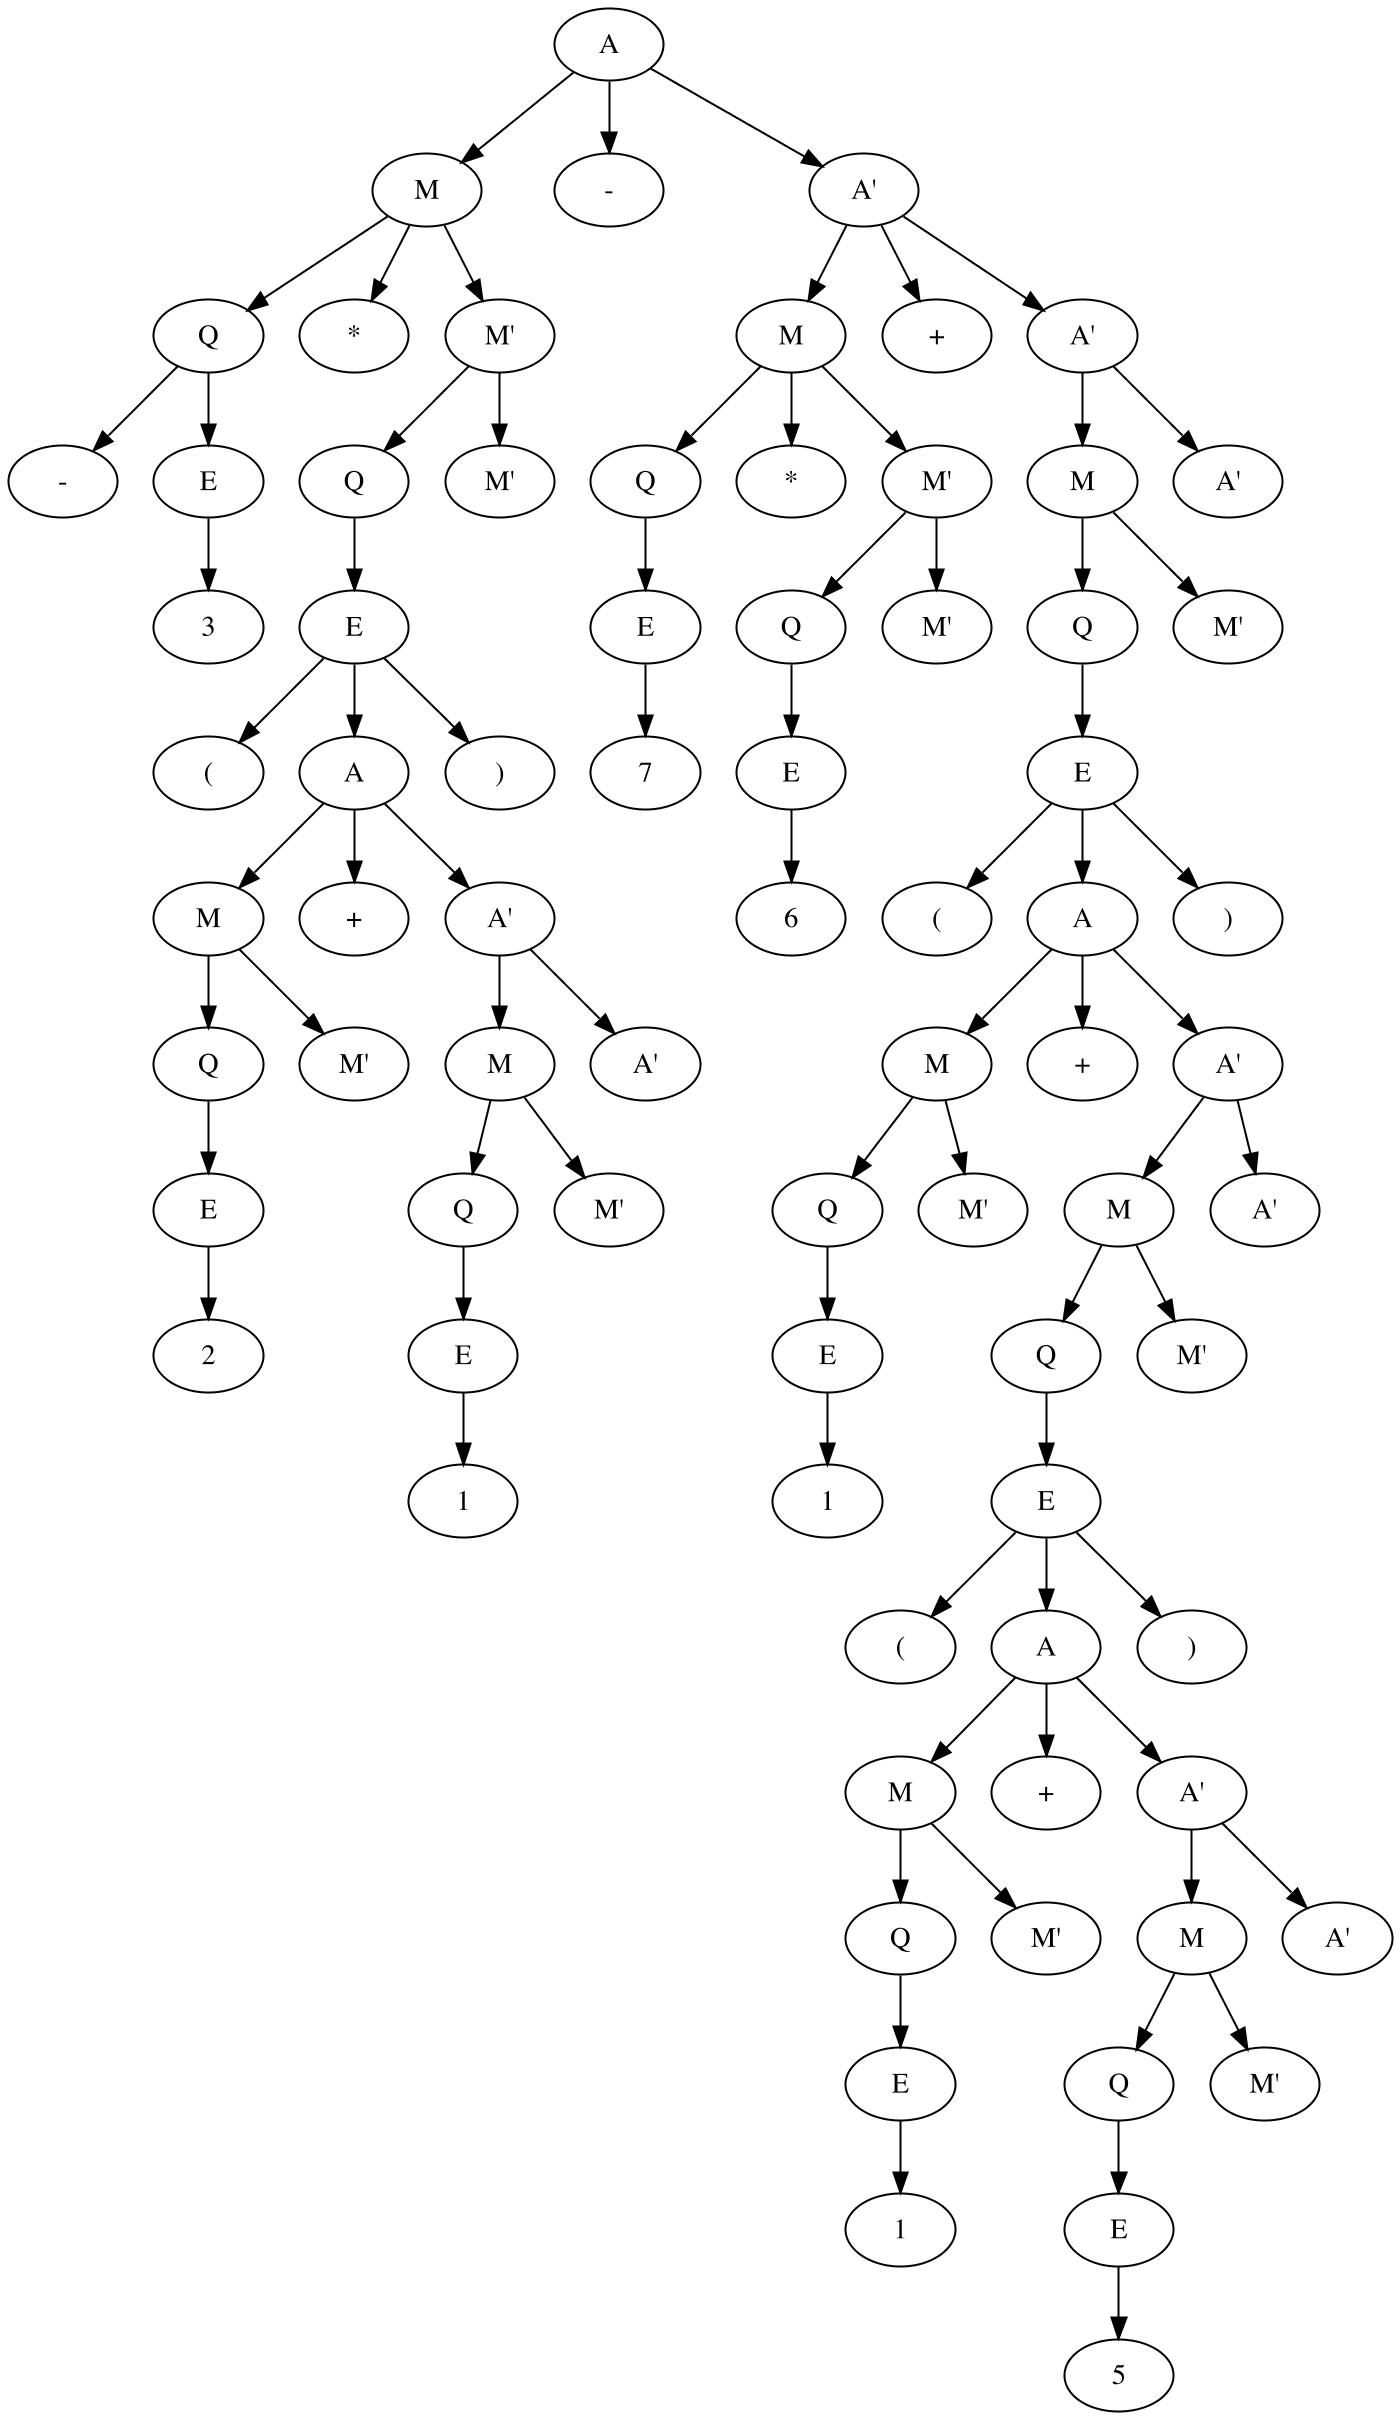 A
M - A'
Q * M' M + A'
- E Q M' Q * M' M A'
3 E E Q M' Q M'
( A ) 7 E E
M + A' 6 ( A )
Q M' M A' M + A'
E Q M' Q M' M A'
2 E E Q M'
1 1 E
( A )
M + A'
Q M' M A'
E Q M'
1 E
5